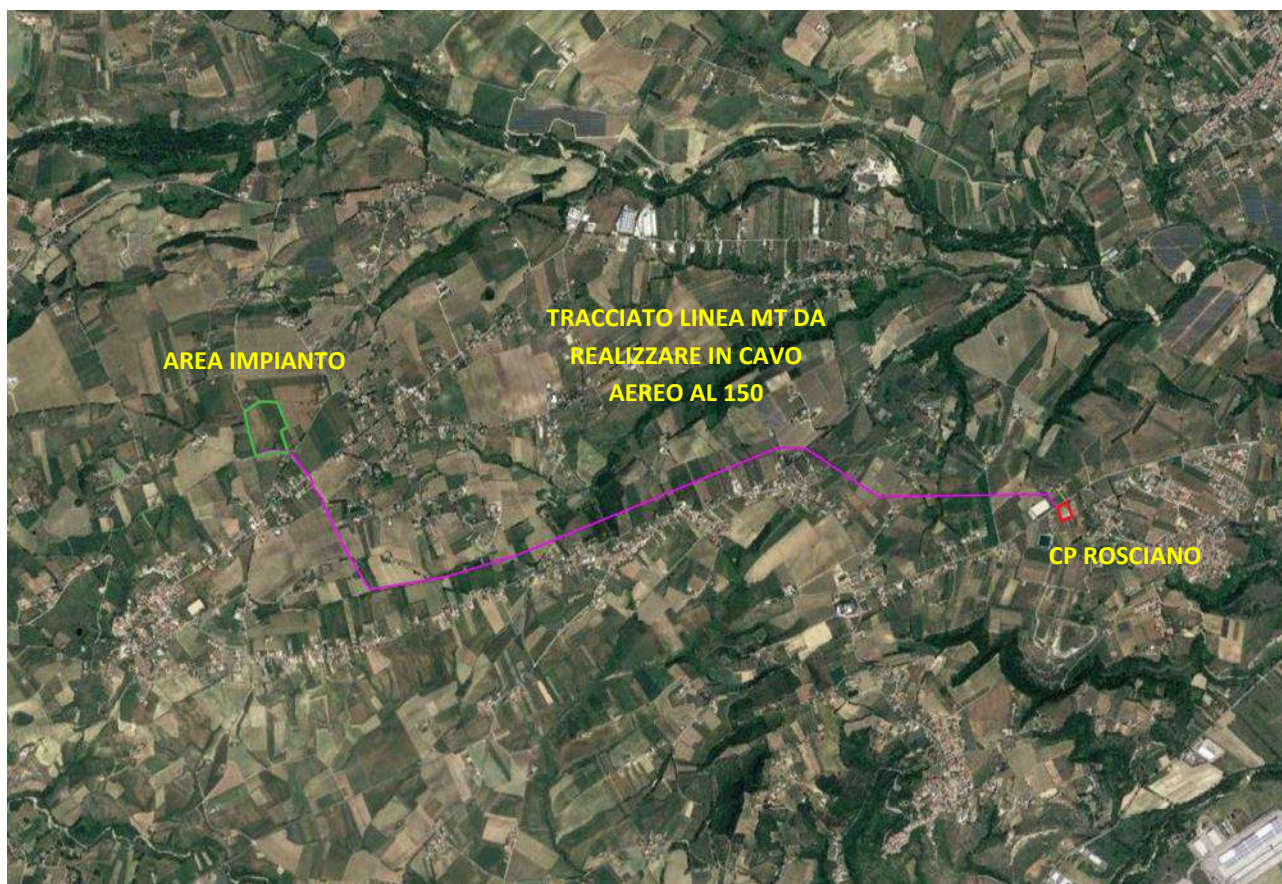 TRACCIATO LINEA MT DA
REALIZZARE IN CAVO
AEREO AL 150
AREA IMPIANTO
CP ROSCIANO